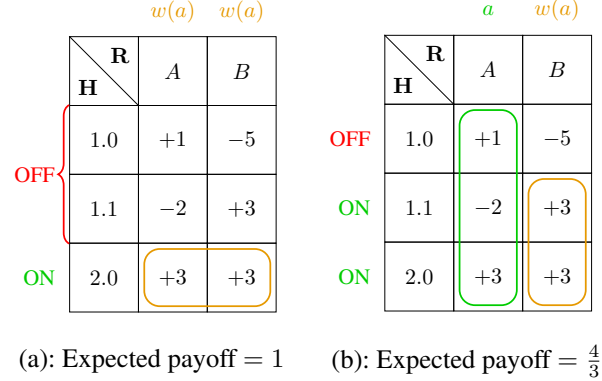 w(a) w(a)
R
H
A B
1.0 +1 −5
OFF
1.1 −2 +3
ON 2.0 +3 +3
(a): Expected payoff = 1
a w(a)
R
H
A B
OFF 1.0 +1 −5
ON 1.1 −2 +3
ON 2.0 +3 +3
(b): Expected payoff = 4/3